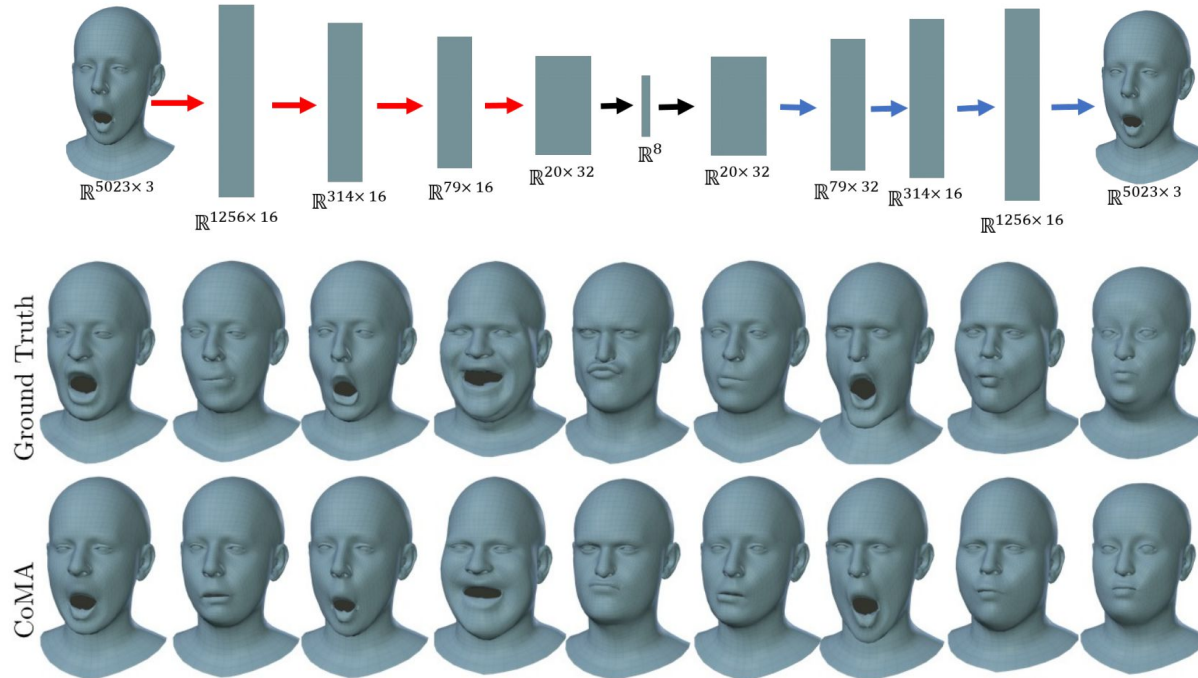 ℝ^5023×3
ℝ^1256×16
ℝ^314×16
ℝ^79×16
ℝ^20×32
ℝ^8
ℝ^20×32
ℝ^79×32
ℝ^314×16
ℝ^1256×16
ℝ^5023×3
Ground Truth
CoMA